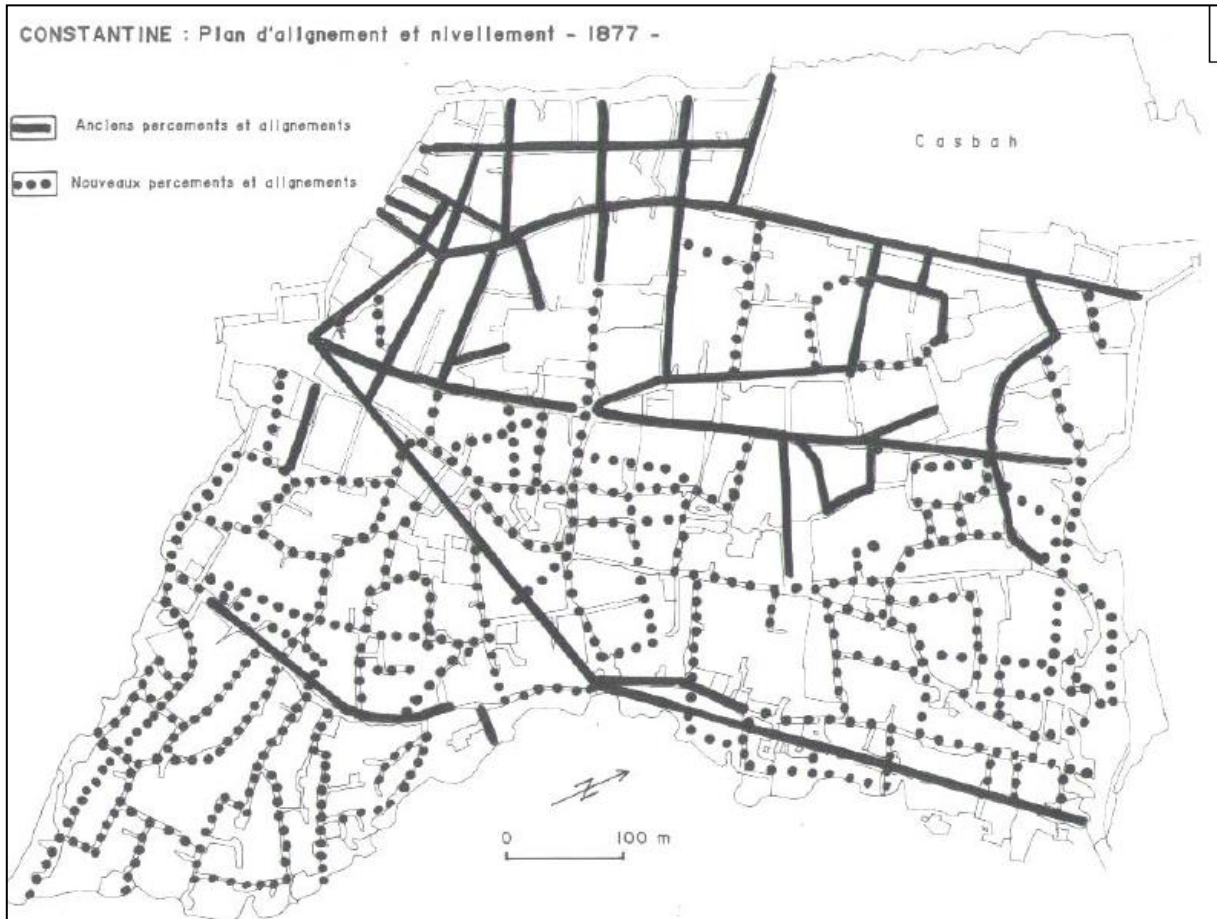 CONSTANTINE : Plan d'alignement et nivellement - 1877 -
Anciens percements et alignements
Casbah
Nouveaux percements et alignements
N
0 100 m